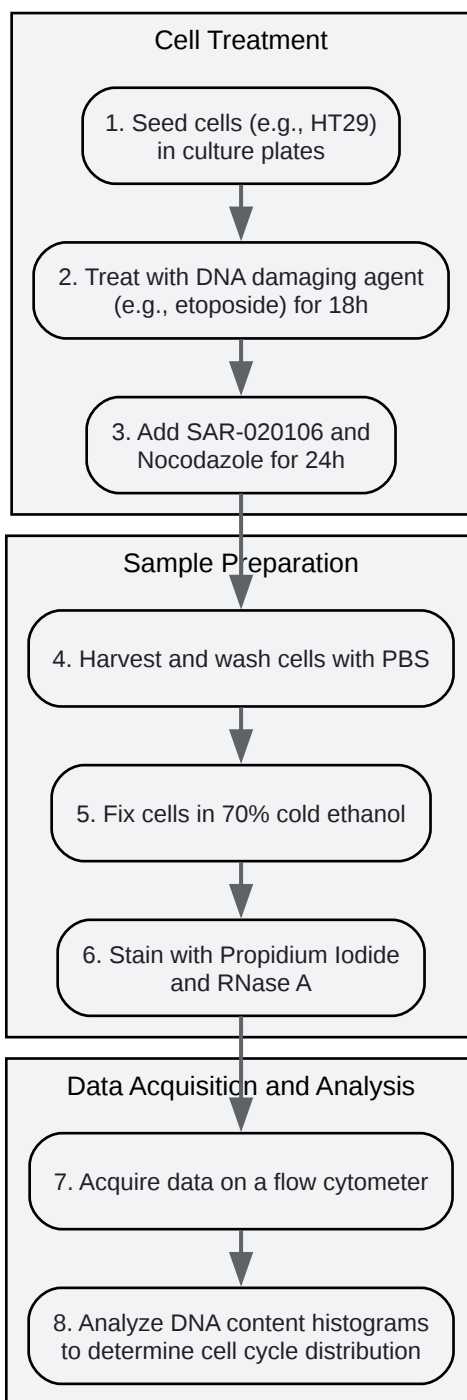 Cell Treatment
1. Seed cells (e.g., HT29)
in culture plates
2. Treat with DNA damaging agent
(e.g., etoposide) for 18h
3. Add SAR-020106 and
Nocodazole for 24h
Sample Preparation
4. Harvest and wash cells with PBS
5. Fix cells in 70% cold ethanol
6. Stain with Propidium Iodide
and RNase A
Data Acquisition and Analysis
7. Acquire data on a flow cytometer
8. Analyze DNA content histograms
to determine cell cycle distribution